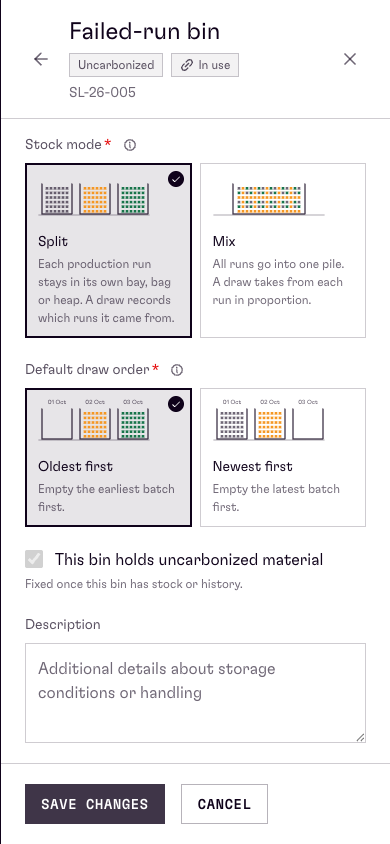 Failed-run bin
Uncarbonized
In use
SL-26-005
Stock mode*
Split
Each production run
stays in its own bay, bag
or heap. A draw records
which runs it came from.
Mix
All runs go into one pile.
A draw takes from each
run in proportion.
Default draw order*
01 Oct 02 Oct 03 Oct
Oldest first
Empty the earliest batch
first.
01 Oct 02 Oct 03 Oct
Newest first
Empty the latest batch
first.
This bin holds uncarbonized material
Fixed once this bin has stock or history.
Description
Additional details about storage
conditions or handling
SAVE CHANGES
CANCEL